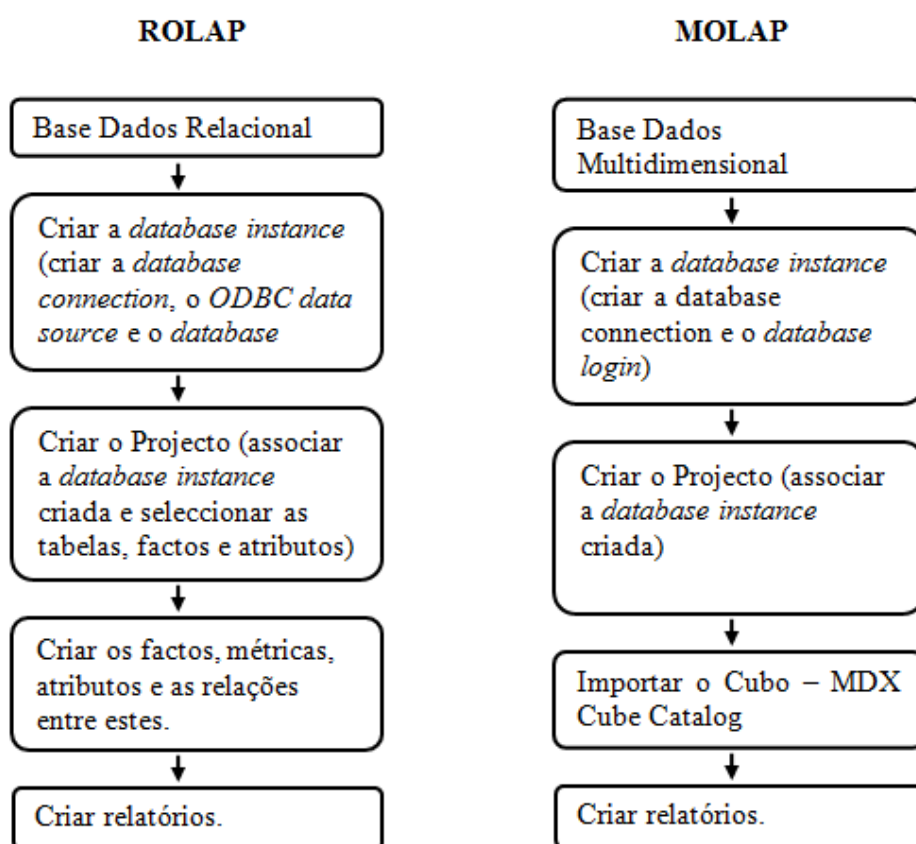 ROLAP
Base Dados Relacional
Criar a database instance
(criar a database
connection, o ODBC data
source e o database
Criar o Projecto (associar
a database instance
criada e seleccionar as
tabelas, factos e atributos)
Criar os factos, métricas,
atributos e as relações
entre estes.
Criar relatórios.
MOLAP
Base Dados
Multidimensional
Criar a database instance
(criar a database
connection e o database
login)
Criar o Projecto (associar
a database instance
criada)
Importar o Cubo – MDX
Cube Catalog
Criar relatórios.